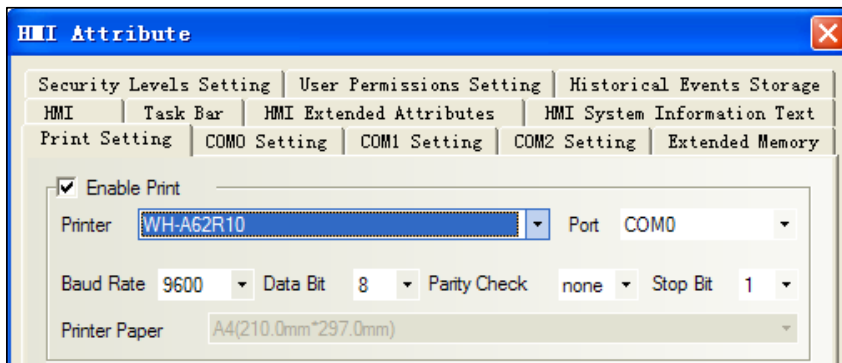 HMI Attribute
Security Levels Setting User Permissions Setting Historical Events Storage
HMI Task Bar HMI Extended Attributes HMI System Information Text
Print Setting COM0 Setting COM1 Setting COM2 Setting Extended Memory
Enable Print
Printer WH-A62R10 Port COM0
Baud Rate 9600 Data Bit 8 Parity Check none Stop Bit 1
Printer Paper A4(210.0mm*297.0mm)